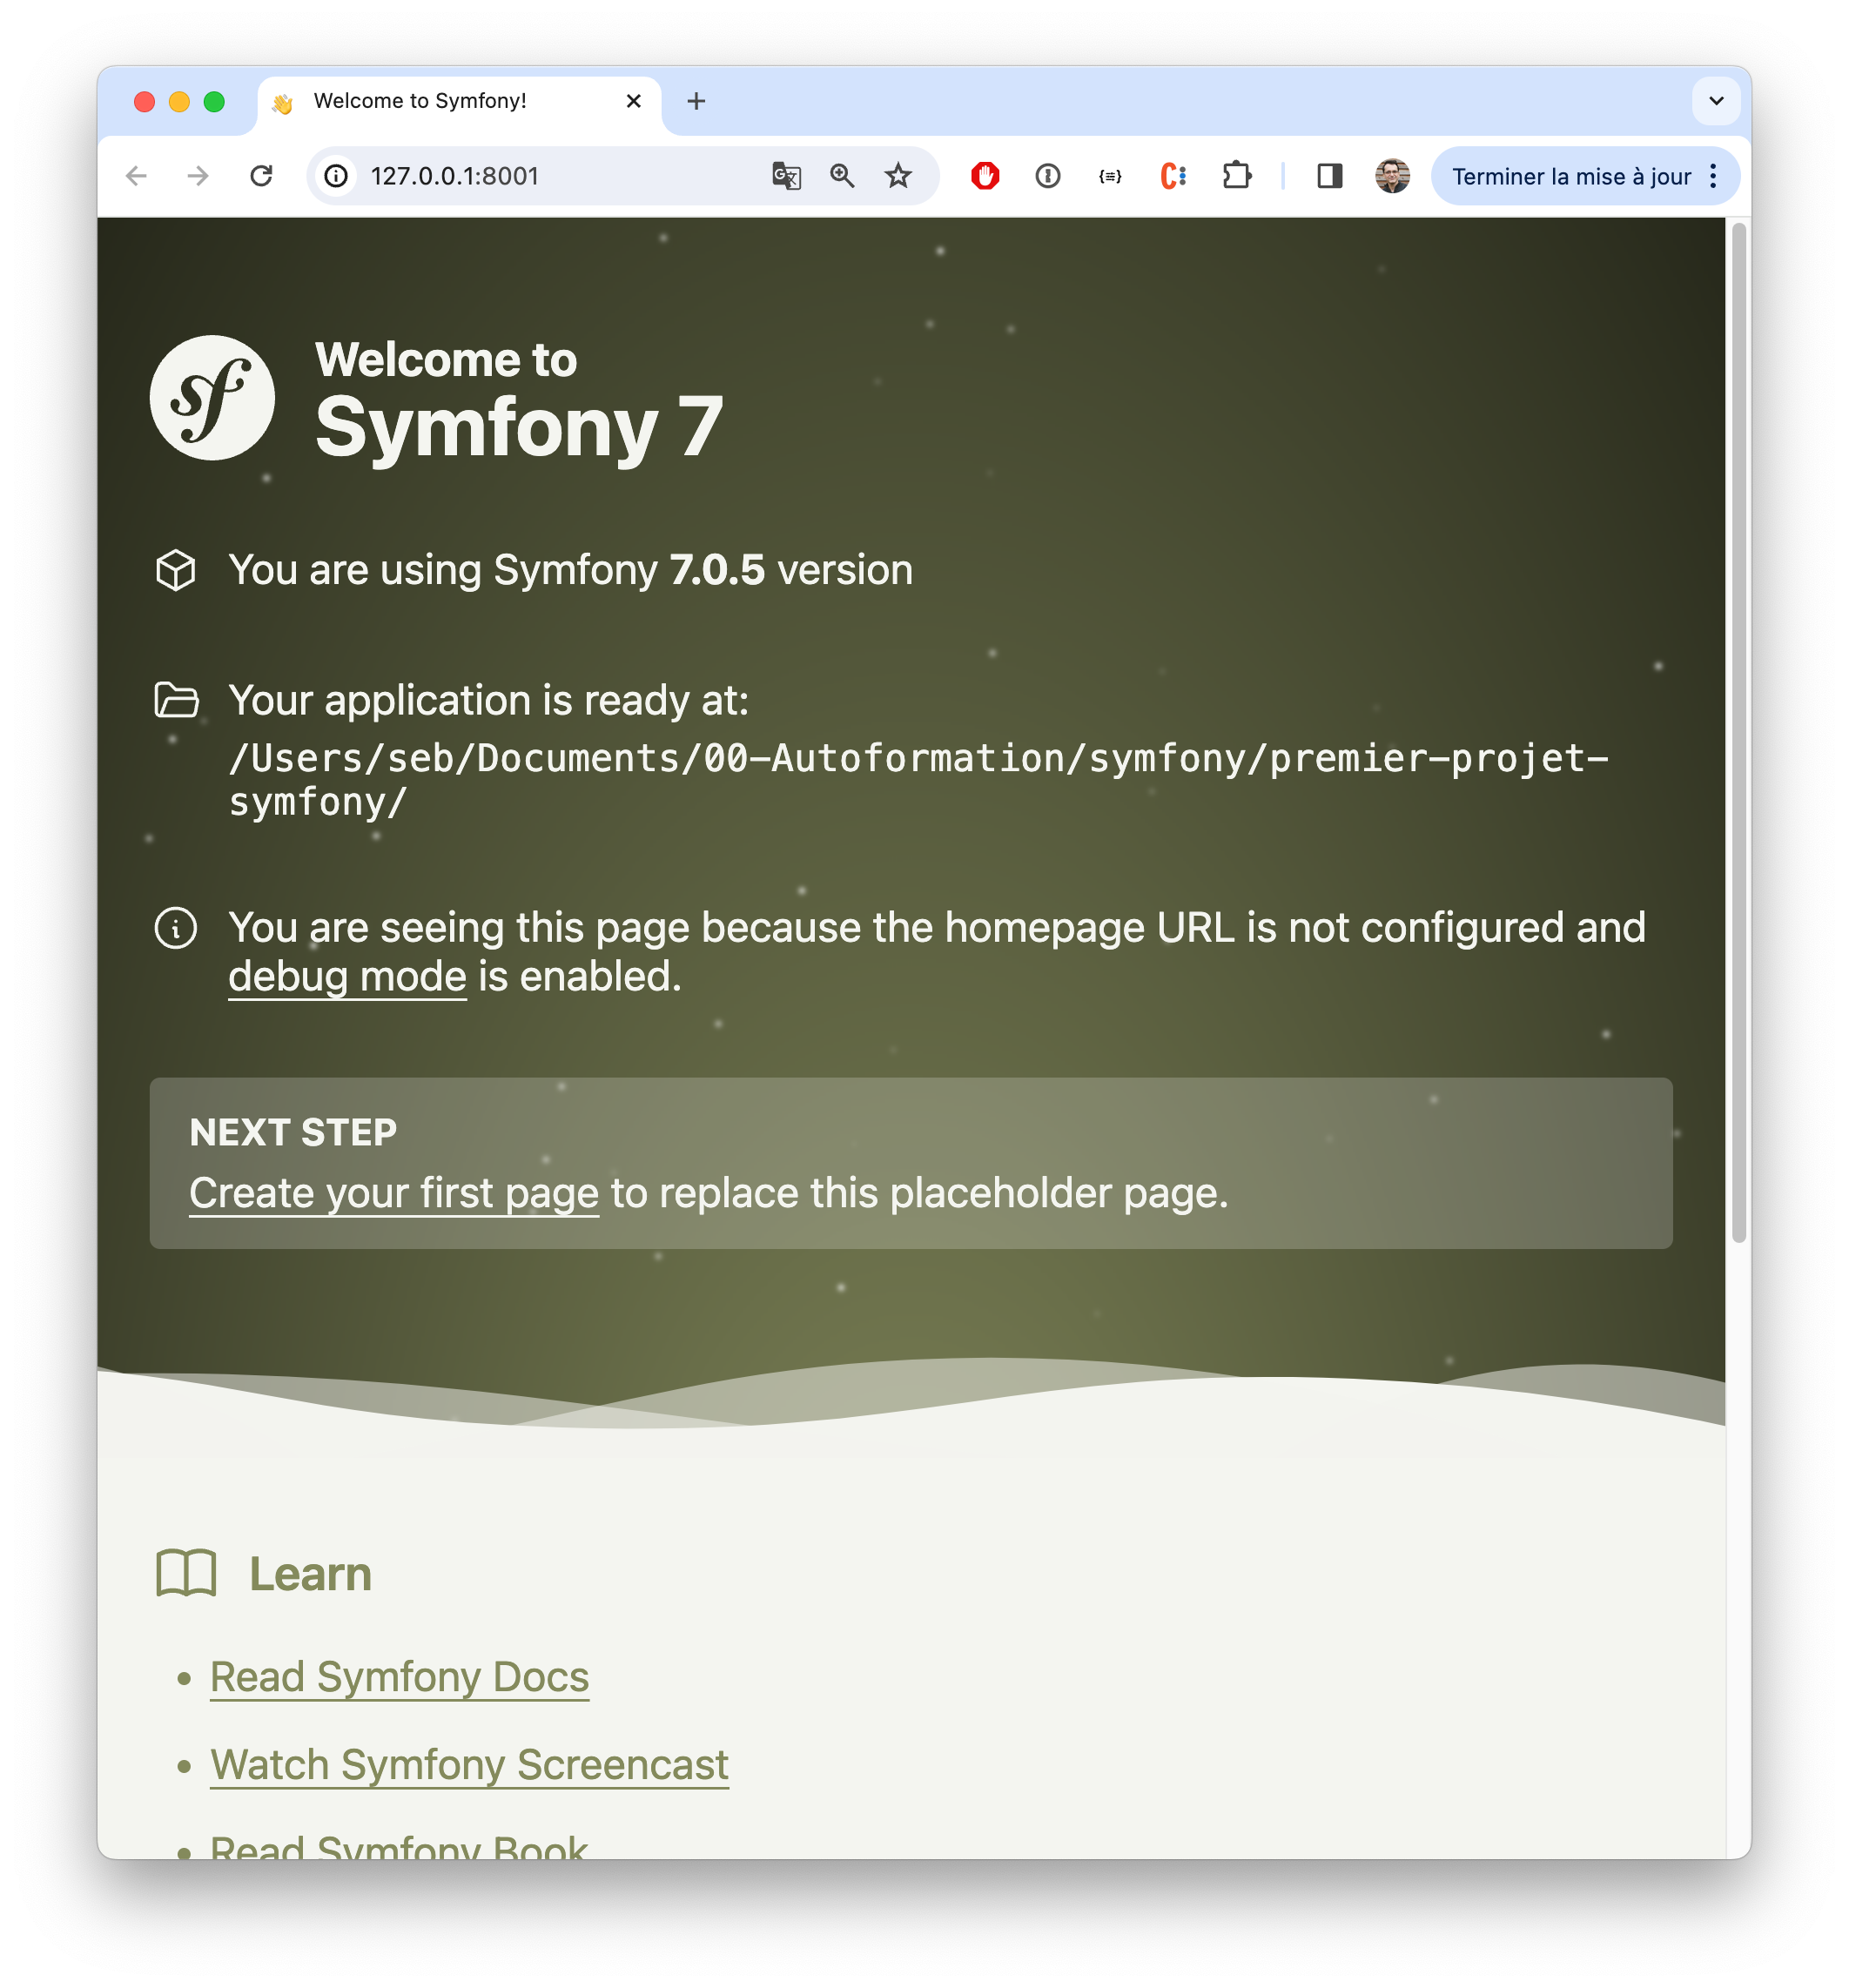 Welcome to Symfony!
127.0.0.1:8001
Terminer la mise à jour
sf
Welcome to
Symfony 7
You are using Symfony 7.0.5 version
Your application is ready at:
/Users/seb/Documents/00-Autoformation/symfony/premier-projet-
symfony/
You are seeing this page because the homepage URL is not configured and
debug mode is enabled.
NEXT STEP
Create your first page to replace this placeholder page.
Learn
Read Symfony Docs
Watch Symfony Screencast
Read Symfony Book